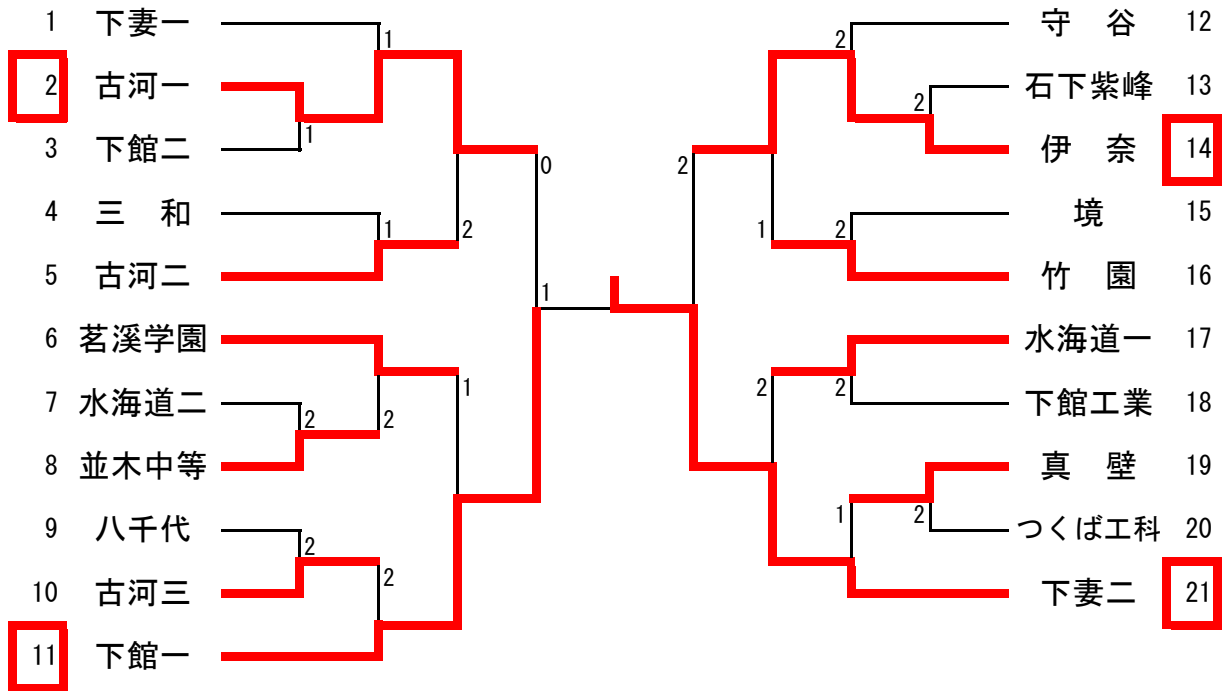 1 下妻一
2 古河一
3 下館二
4 三 和
5 古河二
6 茗溪学園
7 水海道二
8 並木中等
9 八千代
10 古河三
11 下館一
1
1
1
2
0
1
2
2
1
2
2
2
2
2
1
2
2
2
1
2
守 谷 12
石下紫峰 13
伊 奈 14
境 15
竹 園 16
水海道一 17
下館工業 18
真 壁 19
つくば工科 20
下妻二 21